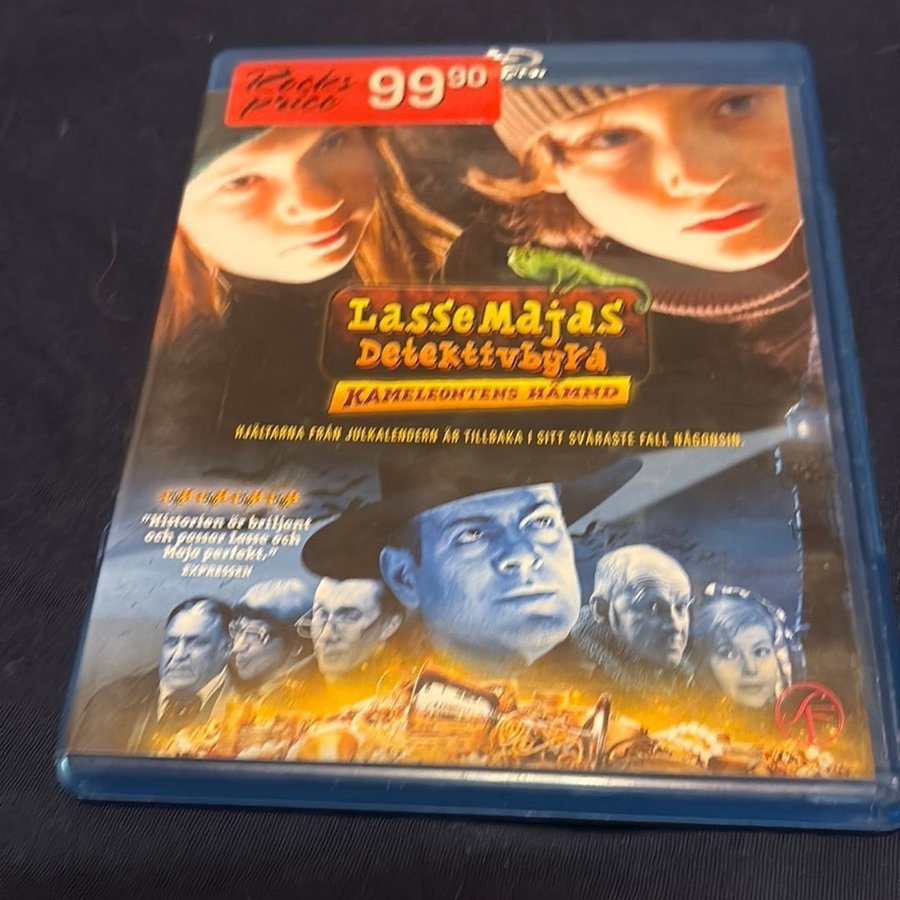 Rocks
price
99 90
LasseMajas
Detektivbyrå
KAMELEONTENS HÄMND
HJÄLTARNA FRÅN JULKALENDERN ÄR TILLBAKA I SITT SVÅRASTE FALL NÅGONSIN.
"Historien är briljant
och passar Lasse och
Maja perfekt."
EXPRESSEN
SF